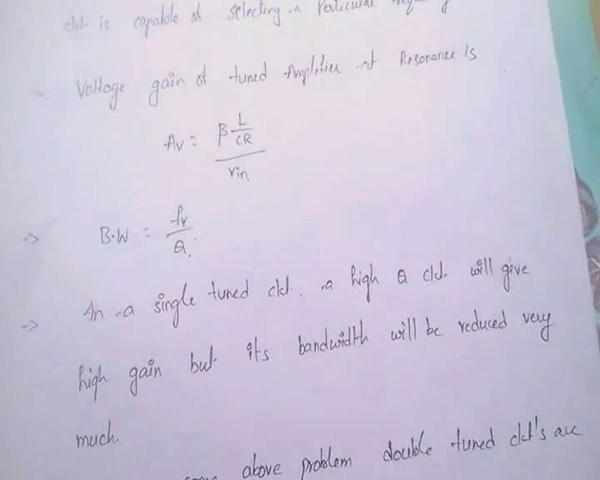 ckt is capable of selecting a Particular
Voltage gain of tuned Amplifier at Resonance is
Av = β L/CR / rin
=> B.W = fr/Q.
=> In a single tuned ckt. a high Q ckt. will give
high gain but its bandwidth will be reduced very
much
above problem double tuned ckt's are